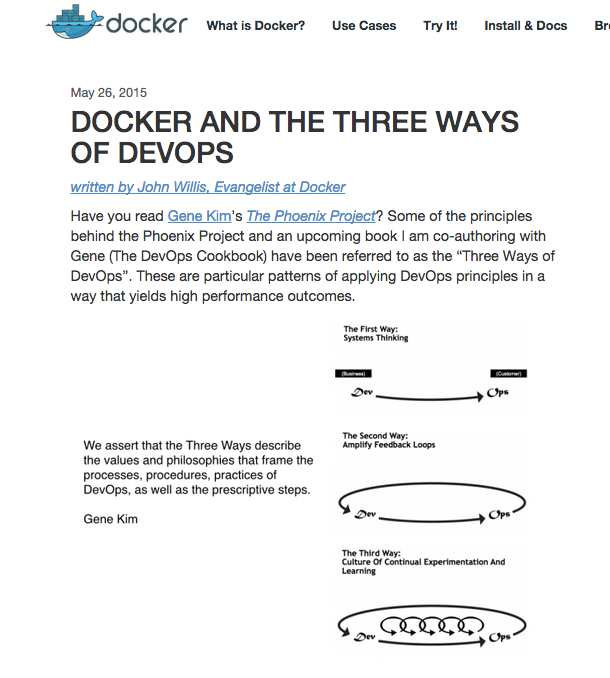 docker What is Docker? Use Cases Try It! Install & Docs Br
May 26, 2015
DOCKER AND THE THREE WAYS
OF DEVOPS
written by John Willis, Evangelist at Docker
Have you read Gene Kim's The Phoenix Project? Some of the principles
behind the Phoenix Project and an upcoming book I am co-authoring with
Gene (The DevOps Cookbook) have been referred to as the “Three Ways of
DevOps”. These are particular patterns of applying DevOps principles in a
way that yields high performance outcomes.
We assert that the Three Ways describe
the values and philosophies that frame the
processes, procedures, practices of
DevOps, as well as the prescriptive steps.
Gene Kim
The First Way:
Systems Thinking
(Business) (Customer)
Dev Ops
The Second Way:
Amplify Feedback Loops
Dev Ops
The Third Way:
Culture Of Continual Experimentation And
Learning
Dev Ops